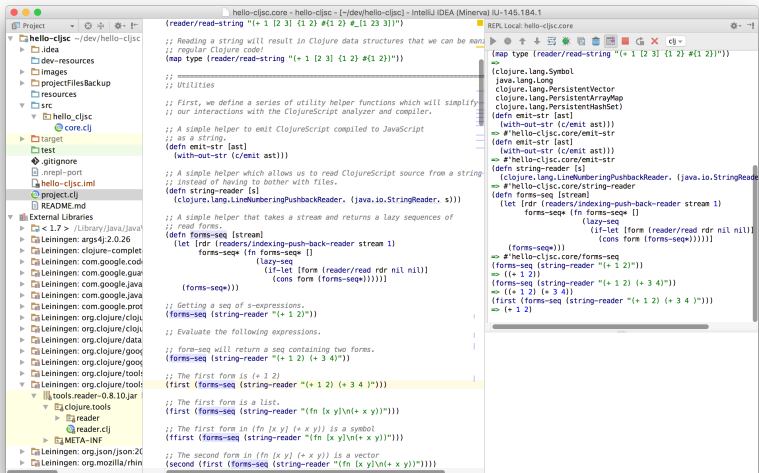 hello-cljsc.core - hello-cljsc - [~/dev/hello-cljsc] - IntelliJ IDEA (Minerva) IU-145.184.1
Project
hello-cljsc ~/dev/hello-cljsc
.idea
dev-resources
images
projectFilesBackup
resources
src
hello_cljsc
core.clj
target
test
.gitignore
.nrepl-port
hello-cljsc.iml
project.clj
README.md
External Libraries
< 1.7 > /Library/Java/JavaV
Leiningen: args4j:2.0.26
Leiningen: clojure-complete
Leiningen: com.google.code
Leiningen: com.google.guav
Leiningen: com.google.java
Leiningen: com.google.java
Leiningen: com.google.prot
Leiningen: org.clojure/cloju
Leiningen: org.clojure/cloju
Leiningen: org.clojure/data
Leiningen: org.clojure/goog
Leiningen: org.clojure/goog
Leiningen: org.clojure/tools
Leiningen: org.clojure/tools
tools.reader-0.8.10.jar
clojure.tools
reader
reader.clj
META-INF
Leiningen: org.json/json:20
Leiningen: org.mozilla/rhin
(reader/read-string "(+ 1 [2 3] {1 2} #{1 2} #_[1 23 3])")
;; Reading a string will result in Clojure data structures that we can be man
;; regular Clojure code!
(map type (reader/read-string "(+ 1 [2 3] {1 2} #{1 2})"))
;; Utilities
;; First, we define a series of utility helper functions which will simplify
;; our interactions with the ClojureScript analyzer and compiler.
;; A simple helper to emit ClojureScript compiled to JavaScript
;; as a string.
(defn emit-str [ast]
(with-out-str (c/emit ast)))
;; A simple helper which allows us to read ClojureScript source from a string
;; instead of having to bother with files.
(defn string-reader [s]
(clojure.lang.LineNumberingPushbackReader. (java.io.StringReader. s)))
;; A simple helper that takes a stream and returns a lazy sequences of
;; read forms.
(defn forms-seq [stream]
(let [rdr (readers/indexing-push-back-reader stream 1)
forms-seq* (fn forms-seq* []
(lazy-seq
(if-let [form (reader/read rdr nil nil)]
(cons form (forms-seq*)))))]
(forms-seq*)))
;; Getting a seq of s-expressions.
(forms-seq (string-reader "(+ 1 2)"))
;; Evaluate the following expressions.
;; form-seq will return a seq containing two forms.
(forms-seq (string-reader "(+ 1 2) (+ 3 4)"))
;; The first form is (+ 1 2)
(first (forms-seq (string-reader "(+ 1 2) (+ 3 4 )")))
;; The first form is a list.
(first (forms-seq (string-reader "(fn [x y]\n(+ x y))")))
;; The first form in (fn [x y] (+ x y)) is a symbol
(ffirst (forms-seq (string-reader "(fn [x y]\n(+ x y))")))
;; The second form in (fn [x y] (+ x y)) is a vector
(second (first (forms-seq (string-reader "(fn [x y]\n(+ x y))"))))
REPL Local: hello-cljsc.core
clj
(map type (reader/read-string "(+ 1 [2 3] {1 2} #{1 2})"))
=>
(clojure.lang.Symbol
java.lang.Long
clojure.lang.PersistentVector
clojure.lang.PersistentArrayMap
clojure.lang.PersistentHashSet)
=> #'hello-cljsc.core/emit-str
(defn emit-str [ast]
(with-out-str (c/emit ast)))
=> #'hello-cljsc.core/emit-str
(defn string-reader [s]
(clojure.lang.LineNumberingPushbackReader. (java.io.StringReader
=> #'hello-cljsc.core/string-reader
(defn forms-seq [stream]
(let [rdr (readers/indexing-push-back-reader stream 1)
forms-seq* (fn forms-seq* []
(lazy-seq
(if-let [form (reader/read rdr nil nil)]
(cons form (forms-seq*)))))]
(forms-seq*)))
=> #'hello-cljsc.core/forms-seq
(forms-seq (string-reader "(+ 1 2)"))
=> ((+ 1 2))
(forms-seq (string-reader "(+ 1 2) (+ 3 4)"))
=> ((+ 1 2) (+ 3 4))
(first (forms-seq (string-reader "(+ 1 2) (+ 3 4 )")))
=> (+ 1 2)